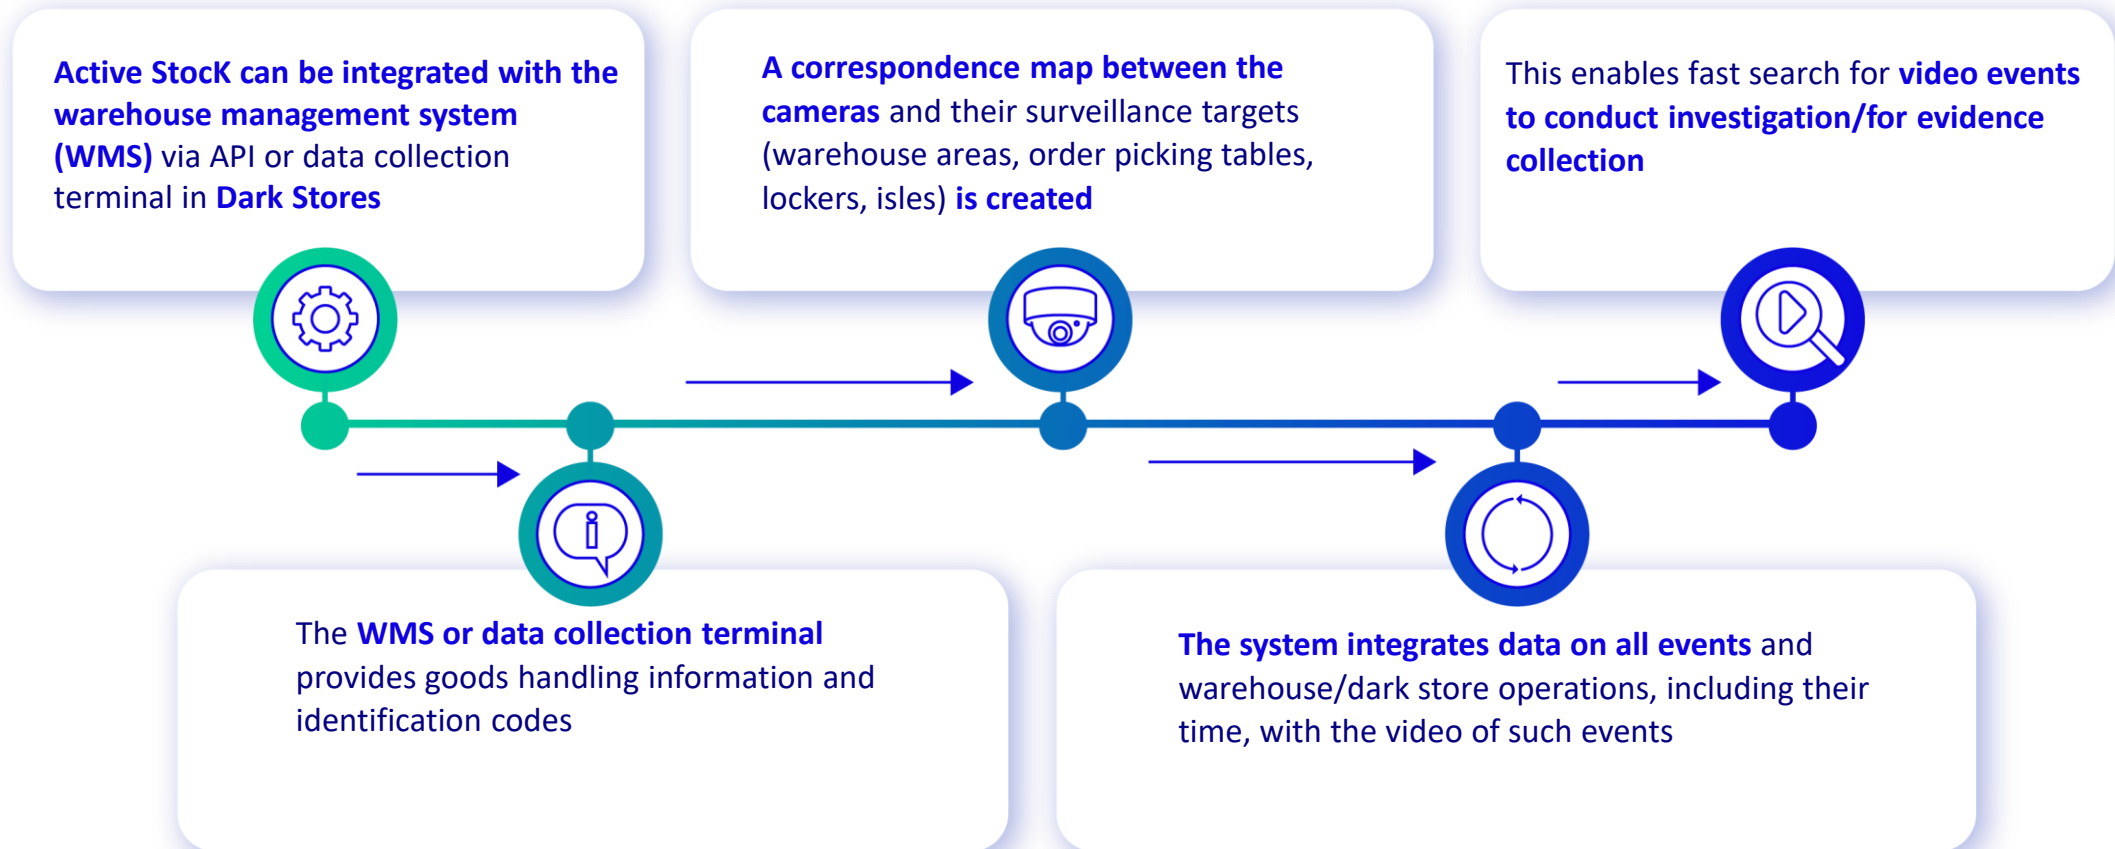 Active StocK can be integrated with the
warehouse management system
(WMS) via API or data collection
terminal in Dark Stores
The WMS or data collection terminal
provides goods handling information and
identification codes
A correspondence map between the
cameras and their surveillance targets
(warehouse areas, order picking tables,
lockers, isles) is created
The system integrates data on all events and
warehouse/dark store operations, including their
time, with the video of such events
This enables fast search for video events
to conduct investigation/for evidence
collection